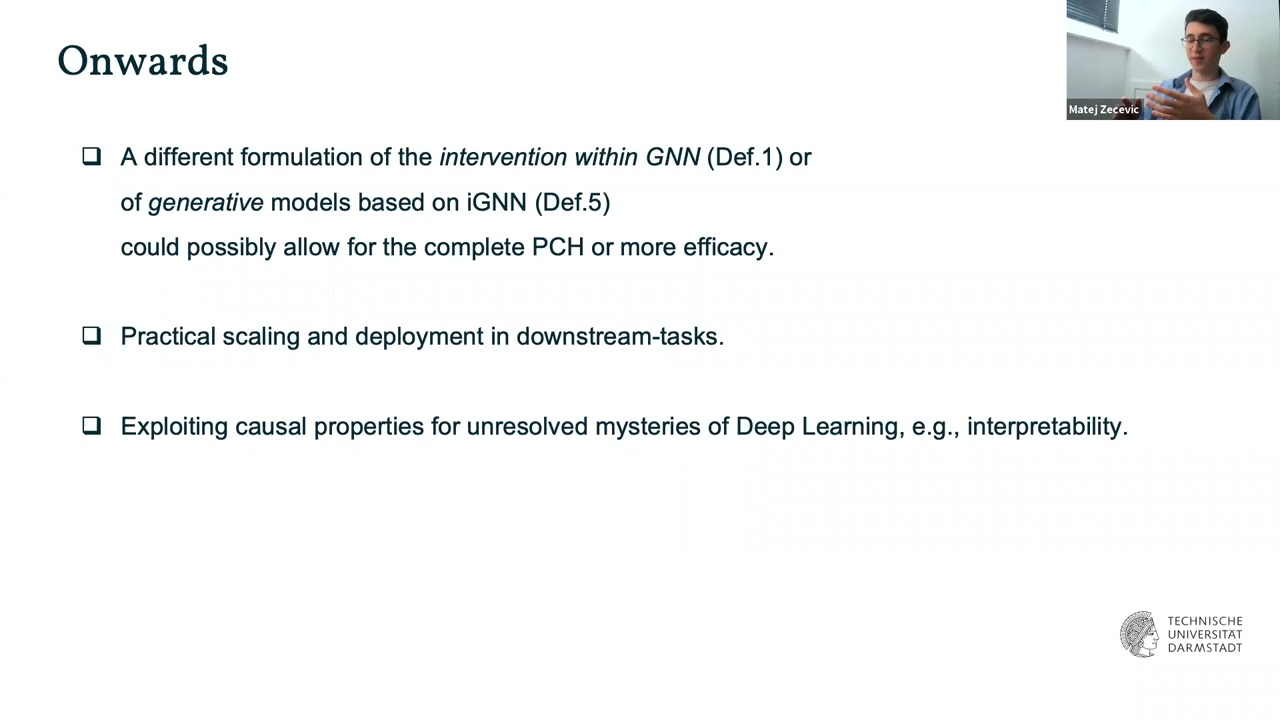 Onwards
Matej Zecevic
❑ A different formulation of the intervention within GNN (Def.1) or
of generative models based on iGNN (Def.5)
could possibly allow for the complete PCH or more efficacy.
❑ Practical scaling and deployment in downstream-tasks.
❑ Exploiting causal properties for unresolved mysteries of Deep Learning, e.g., interpretability.
TECHNISCHE
UNIVERSITÄT
DARMSTADT